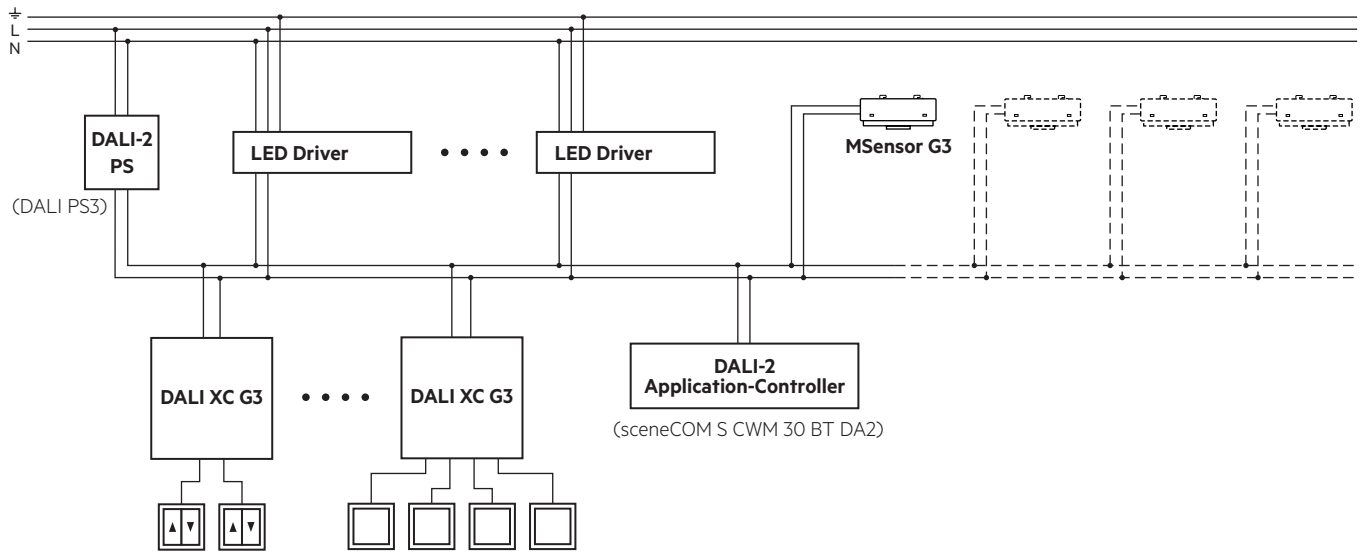 L
N
DALI-2
PS
LED Driver
LED Driver
MSensor G3
(DALI PS3)
DALI XC G3
DALI XC G3
DALI-2
Application-Controller
(sceneCOM S CWM 30 BT DA2)